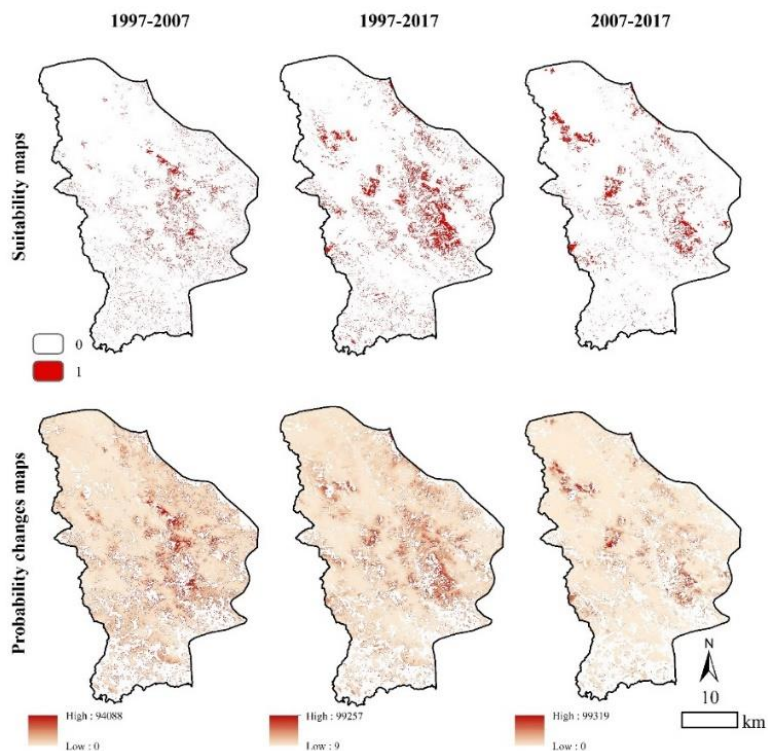 1997-2007
1997-2017
2007-2017
Suitability maps
0
1
Probability changes maps
N
10
km
High : 94088
Low : 0
High : 99257
Low : 9
High : 99319
Low : 0